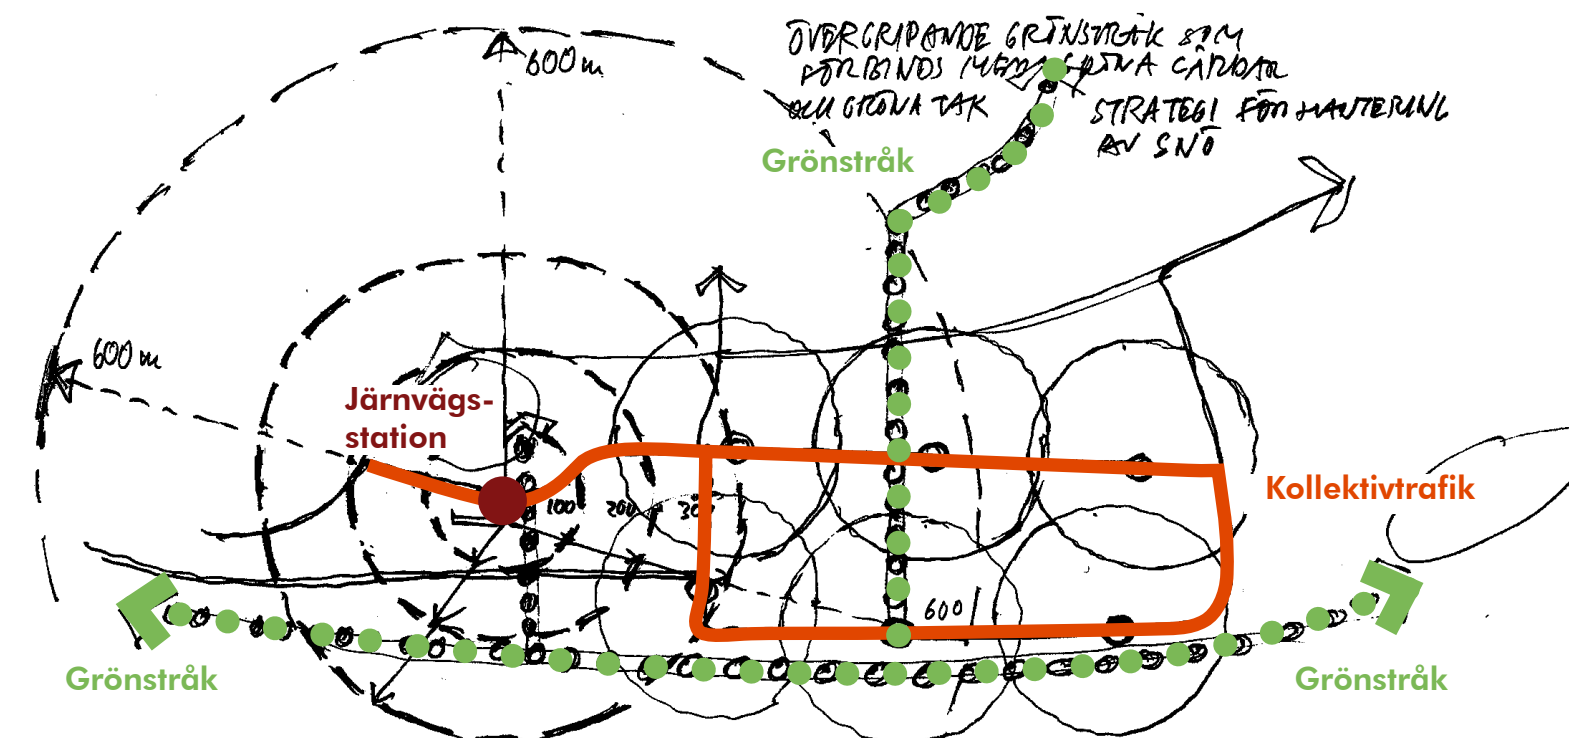 600 m
ÖVERGRIPANDE GRÖNSTRÅK SOM
FÖRBINDS MED GRÖNA GÅRDAR
OCH GRÖNA TAK
STRATEGI FÖR HANTERING
AV SNÖ
Grönstråk
600 m
Järnvägs-
station
Kollektivtrafik
100 200 300
600
Grönstråk
Grönstråk